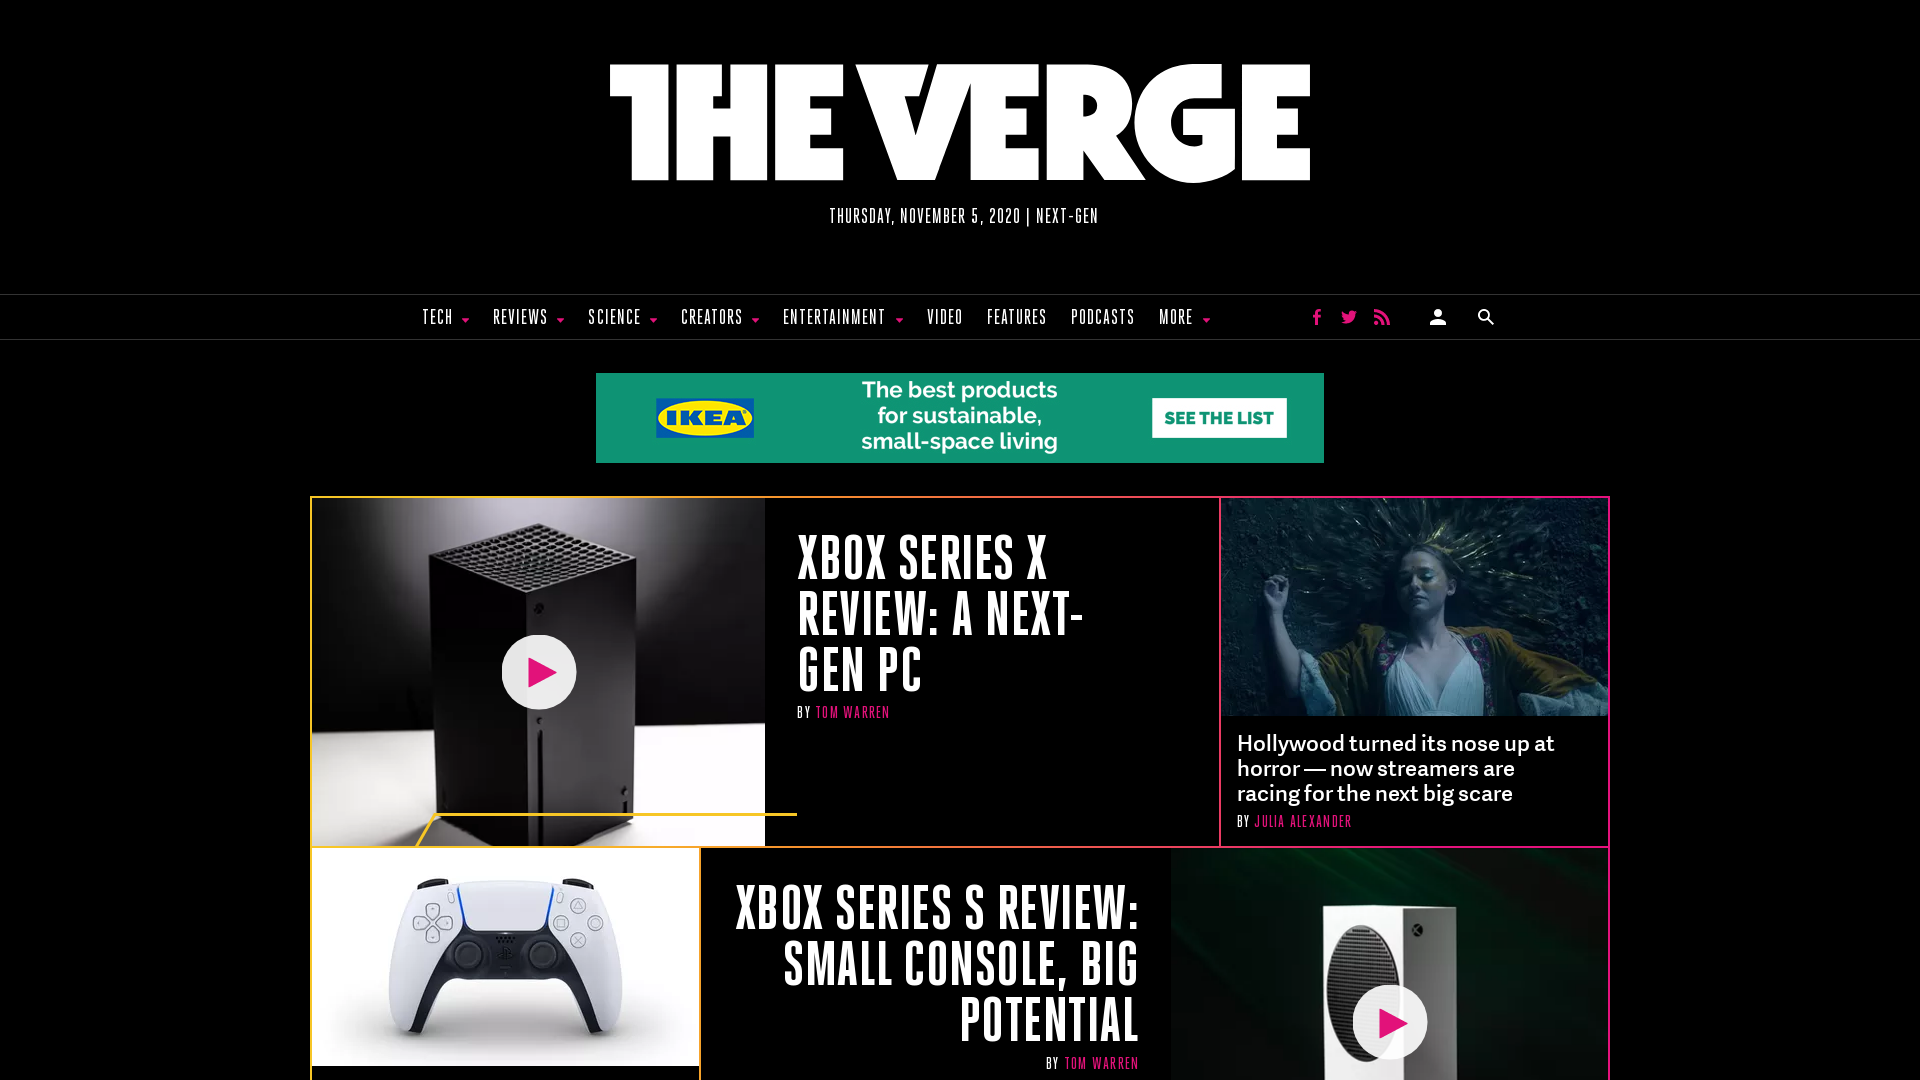 THE VERGE
THURSDAY, NOVEMBER 5, 2020 | NEXT-GEN
TECH REVIEWS SCIENCE CREATORS ENTERTAINMENT VIDEO FEATURES PODCASTS MORE
IKEA
The best products
for sustainable,
small-space living
SEE THE LIST
XBOX SERIES X
REVIEW: A NEXT-
GEN PC
BY TOM WARREN
Hollywood turned its nose up at
horror — now streamers are
racing for the next big scare
BY JULIA ALEXANDER
XBOX SERIES S REVIEW:
SMALL CONSOLE, BIG
POTENTIAL
BY TOM WARREN